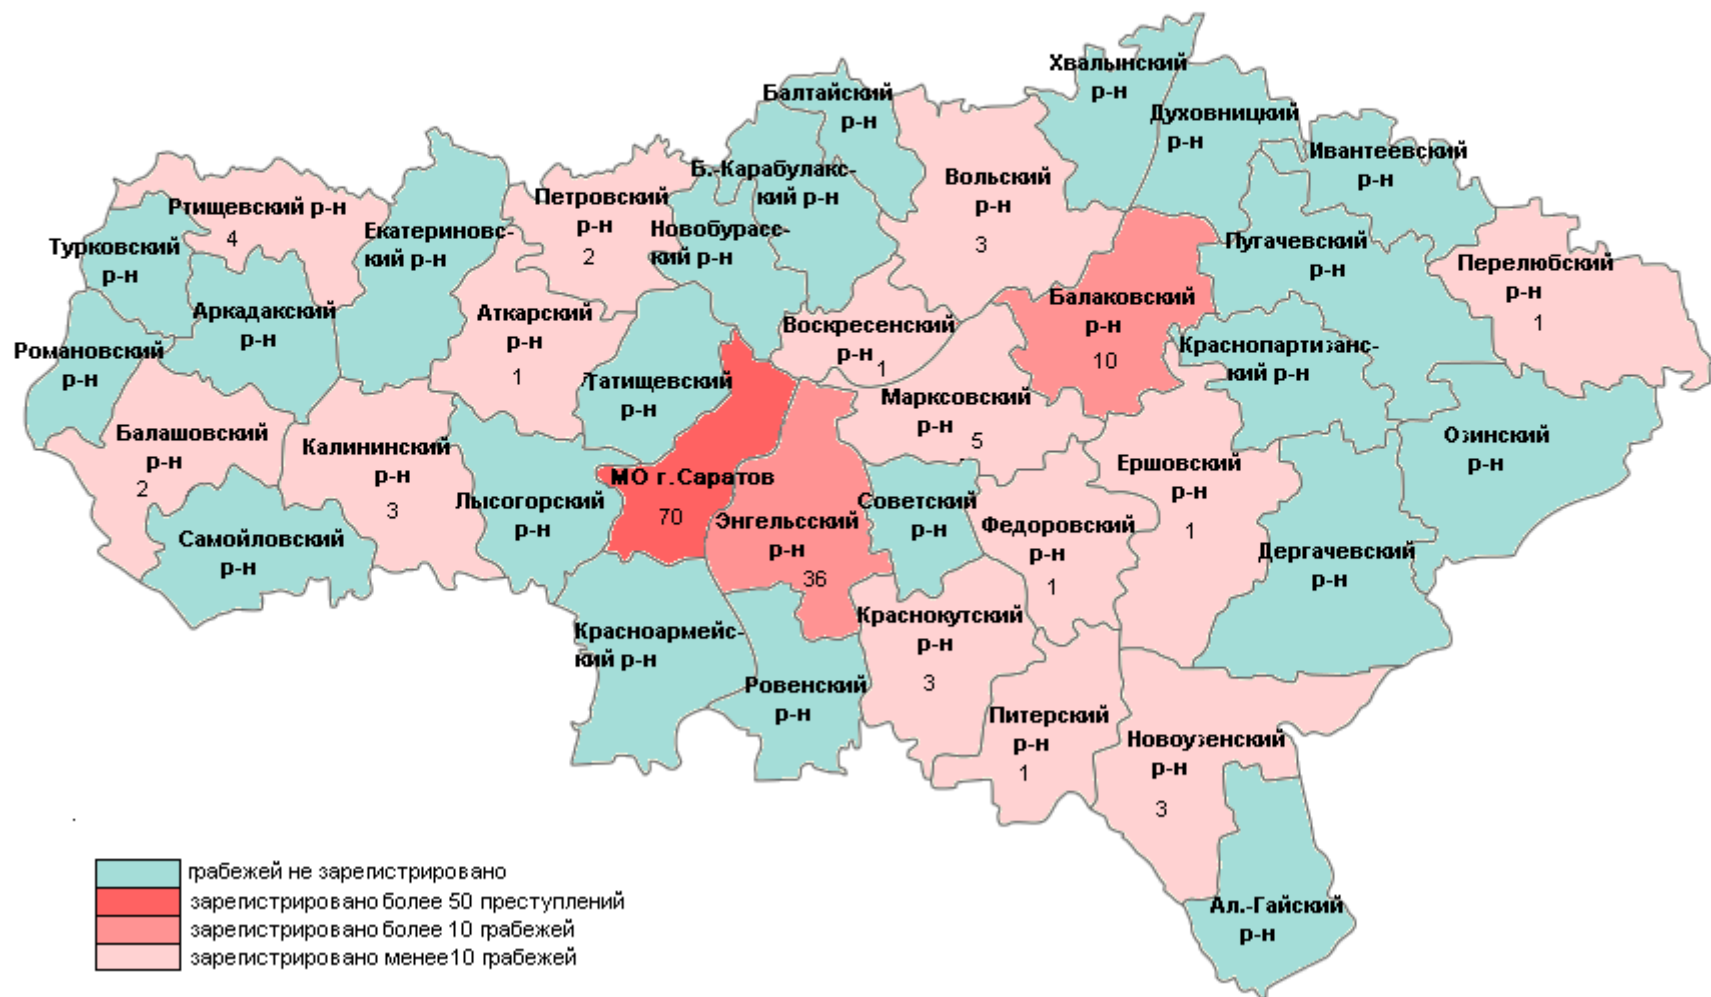 Хвалынский
р-н
Балтайский
р-н
Духовницкий
р-н
Ивантеевский
р-н
Б.-Карабулакс-
кий р-н
Вольский
р-н
3
Петровский
р-н
2
Ртищевский р-н
4
Екатериновс-
кий р-н
Новобурасс-
кий р-н
Турковский
р-н
Пугачевский
р-н
Перелюбский
р-н
1
Аркадакский
р-н
Аткарский
р-н
1
Балаковский
р-н
10
Воскресенский
р-н
1
Романовский
р-н
Краснопартизанс-
кий р-н
Татищевский
р-н
Марксовский
р-н
5
Балашовский
р-н
2
Калининский
р-н
3
Озинский
р-н
Ершовский
р-н
1
МО г.Саратов
70
Лысогорский
р-н
Советский
р-н
Энгельсский
р-н
36
Федоровский
р-н
1
Самойловский
р-н
Дергачевский
р-н
Краснокутский
р-н
3
Красноармейс-
кий р-н
Ровенский
р-н
Питерский
р-н
1
Новоузенский
р-н
3
Ал.-Гайский
р-н
грабежей не зарегистрировано
зарегистрировано более 50 преступлений
зарегистрировано более 10 грабежей
зарегистрировано менее10 грабежей